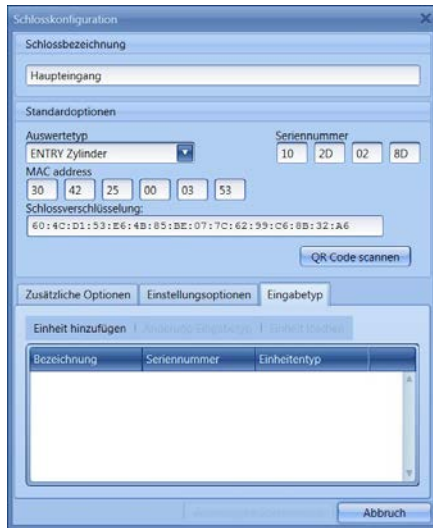 Schlosskonfiguration
Schlossbezeichnung
Haupteingang
Standardoptionen
Auswertetyp Seriennummer
ENTRY Zylinder 10 2D 02 8D
MAC address
30 42 25 00 03 53
Schlossverschlüsselung:
60:4C:D1:53:E6:4B:85:BE:07:7C:62:99:C6:8B:32:A6
QR Code scannen
Zusätzliche Optionen Einstellungsoptionen Eingabetyp
Einheit hinzufügen
Bezeichnung Seriennummer Einheitentyp
Abbruch